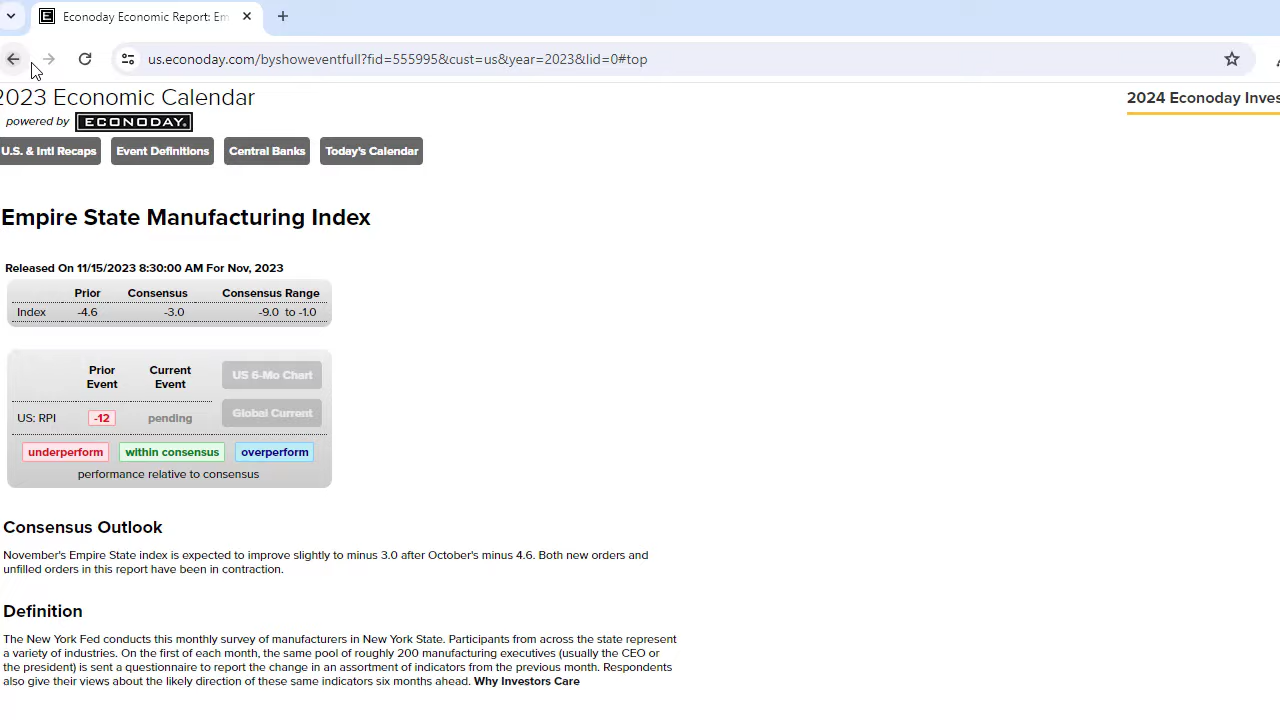 Econoday Economic Report: Em
us.econoday.com/byshoweventfull?fid=555995&cust=us&year=2023&lid=0#top
2023 Economic Calendar
2024 Econoday Inves
powered by ECONODAY.
U.S. & Intl Recaps Event Definitions Central Banks Today's Calendar
Empire State Manufacturing Index
Released On 11/15/2023 8:30:00 AM For Nov, 2023
Prior Consensus Consensus Range
Index -4.6 -3.0 -9.0 to -1.0
Prior Event Current Event US 6-Mo Chart
Global Current
US: RPI -12 pending
underperform within consensus overperform
performance relative to consensus
Consensus Outlook
November's Empire State index is expected to improve slightly to minus 3.0 after October's minus 4.6. Both new orders and
unfilled orders in this report have been in contraction.
Definition
The New York Fed conducts this monthly survey of manufacturers in New York State. Participants from across the state represent
a variety of industries. On the first of each month, the same pool of roughly 200 manufacturing executives (usually the CEO or
the president) is sent a questionnaire to report the change in an assortment of indicators from the previous month. Respondents
also give their views about the likely direction of these same indicators six months ahead. Why Investors Care